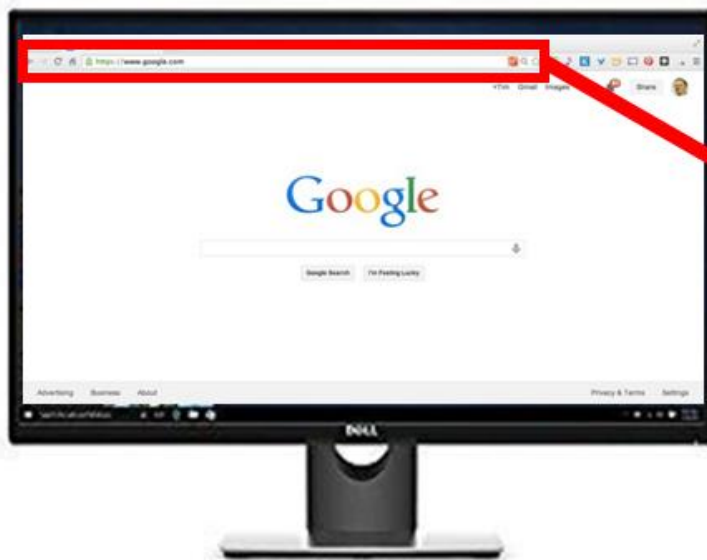 https://www.google.com
+Tim Gmail Images Share
Google
Google Search I'm Feeling Lucky
Advertising Business About Privacy & Terms Settings
DELL